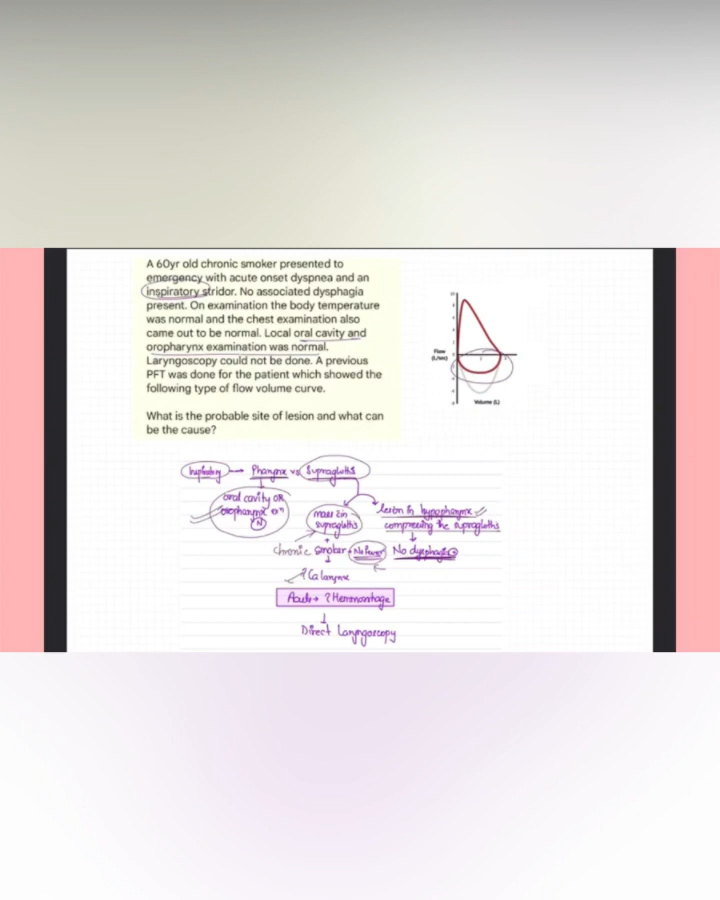 A 60yr old chronic smoker presented to
emergency with acute onset dyspnea and an
inspiratory stridor. No associated dysphagia
present. On examination the body temperature
was normal and the chest examination also
came out to be normal. Local oral cavity and
oropharynx examination was normal.
Laryngoscopy could not be done. A previous
PFT was done for the patient which showed the
following type of flow volume curve.
What is the probable site of lesion and what can
be the cause?
Flow
(L/sec)
Volume (L)
Inspiratory → Pharynx vs Supraglottis
oral cavity OR
oropharynx
(N)
mass in
supraglottis
lesion in hypopharynx
compressing the supraglottis
chronic smoker + No fever
No dysphagia
? Ca larynx
Acute → ? Hemorrhage
Direct Laryngoscopy